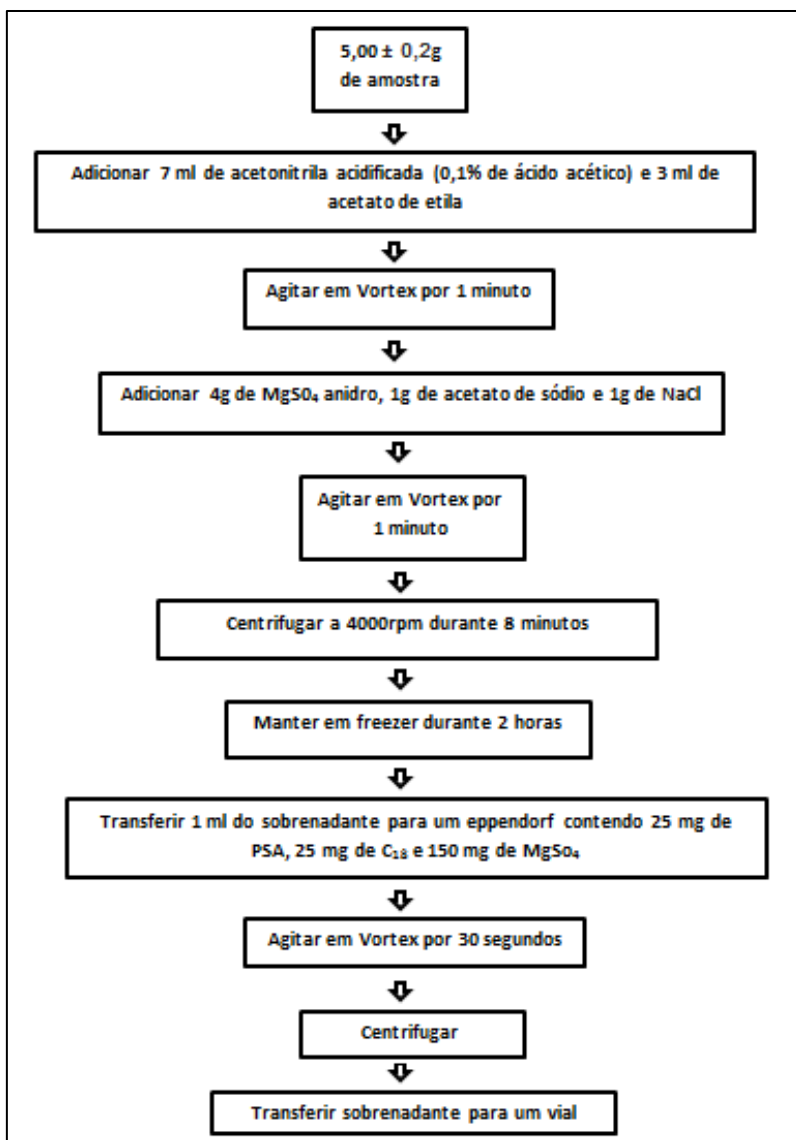 5,00 ± 0,2g
de amostra
Adicionar 7 ml de acetonitrila acidificada (0,1% de ácido acético) e 3 ml de
acetato de etila
Agitar em Vortex por 1 minuto
Adicionar 4g de MgS0₄ anidro, 1g de acetato de sódio e 1g de NaCl
Agitar em Vortex por
1 minuto
Centrifugar a 4000rpm durante 8 minutos
Manter em freezer durante 2 horas
Transferir 1 ml do sobrenadante para um eppendorf contendo 25 mg de
PSA, 25 mg de C₁₈ e 150 mg de MgSo₄
Agitar em Vortex por 30 segundos
Centrifugar
Transferir sobrenadante para um vial